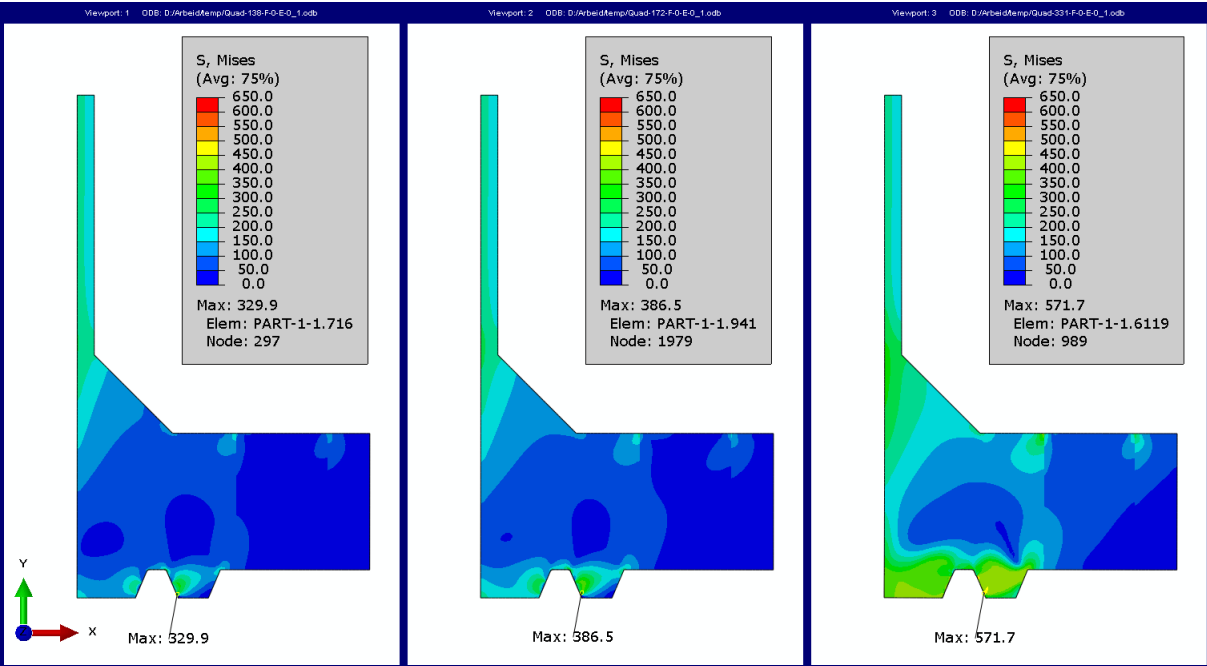 Viewport: 1 ODB: D:/Arbeid/temp/Quad-138-F-0-E-0_1.odb
S, Mises
(Avg: 75%)
650.0
600.0
550.0
500.0
450.0
400.0
350.0
300.0
250.0
200.0
150.0
100.0
50.0
0.0
Max: 329.9
Elem: PART-1-1.716
Node: 297
Y
Z
X
Max: 329.9
Viewport: 2 ODB: D:/Arbeid/temp/Quad-172-F-0-E-0_1.odb
S, Mises
(Avg: 75%)
650.0
600.0
550.0
500.0
450.0
400.0
350.0
300.0
250.0
200.0
150.0
100.0
50.0
0.0
Max: 386.5
Elem: PART-1-1.941
Node: 1979
Max: 386.5
Viewport: 3 ODB: D:/Arbeid/temp/Quad-331-F-0-E-0_1.odb
S, Mises
(Avg: 75%)
650.0
600.0
550.0
500.0
450.0
400.0
350.0
300.0
250.0
200.0
150.0
100.0
50.0
0.0
Max: 571.7
Elem: PART-1-1.6119
Node: 989
Max: 571.7